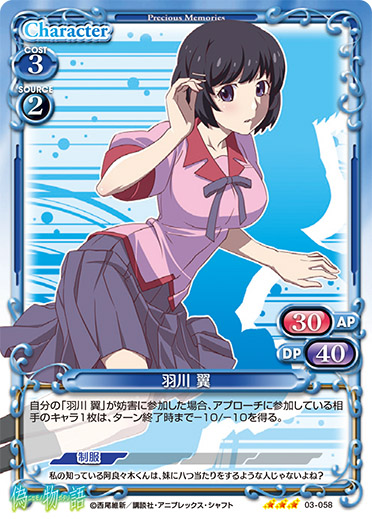 Precious Memories
Character
COST
3
SOURCE
2
30 AP
DP 40
羽川 翼
自分の「羽川 翼」が妨害に参加した場合、アプローチに参加している相
手のキャラ1枚は、ターン終了時まで−10/−10を得る。
制服
私の知っている阿良々木くんは、妹に八つ当たりをするような人じゃないよね?
偽物語
©西尾維新/講談社・アニプレックス・シャフト
★★★ 03-058